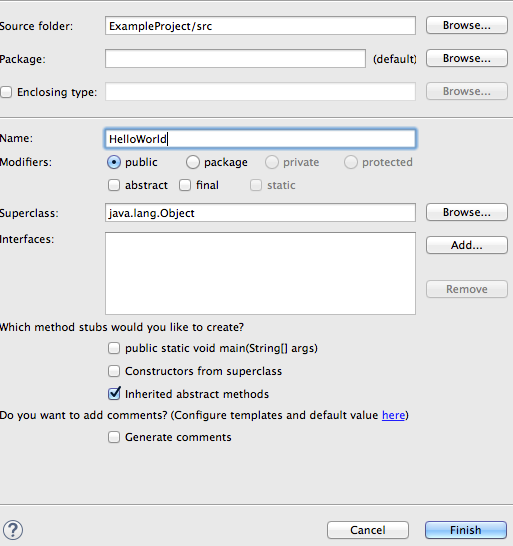 Source folder: ExampleProject/src Browse...
Package: (default) Browse...
Enclosing type: Browse...
Name: HelloWorld
Modifiers: public package private protected
abstract final static
Superclass: java.lang.Object Browse...
Interfaces: Add...
Remove
Which method stubs would you like to create?
public static void main(String[] args)
Constructors from superclass
Inherited abstract methods
Do you want to add comments? (Configure templates and default value here)
Generate comments
? Cancel Finish